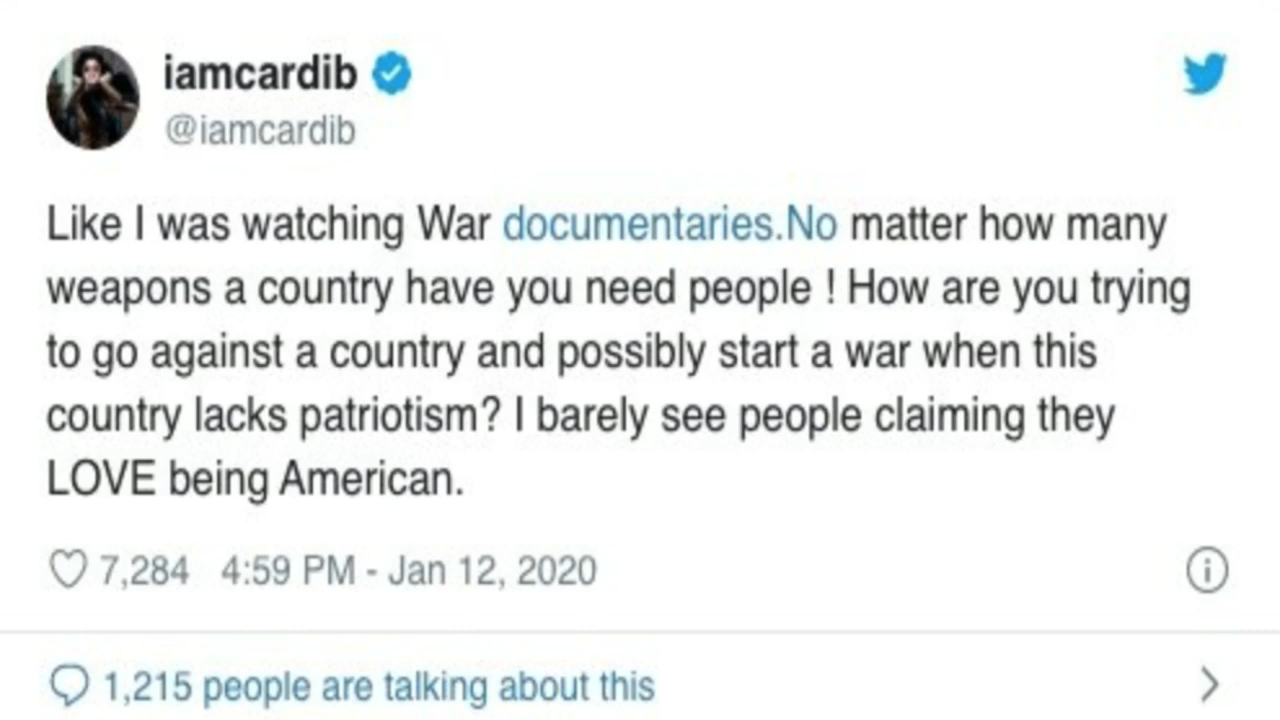 iamcardib
@iamcardib
Like I was watching War documentaries.No matter how many
weapons a country have you need people ! How are you trying
to go against a country and possibly start a war when this
country lacks patriotism? I barely see people claiming they
LOVE being American.
7,284 4:59 PM - Jan 12, 2020
1,215 people are talking about this